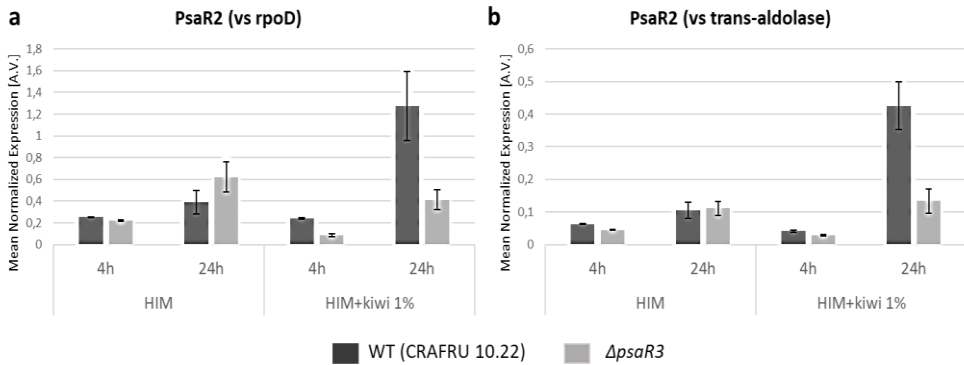 a
PsaR2 (vs rpoD)
Mean Normalized Expression [A.V.]
1,8
1,6
1,4
1,2
1
0,8
0,6
0,4
0,2
0
4h 24h 4h 24h
HIM HIM+kiwi 1%
b
PsaR2 (vs trans-aldolase)
Mean Normalized Expression [A.V.]
0,6
0,5
0,4
0,3
0,2
0,1
0
4h 24h 4h 24h
HIM HIM+kiwi 1%
WT (CRAFRU 10.22) ΔpsaR3